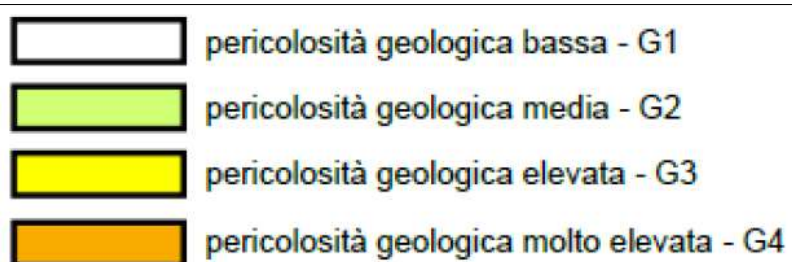 pericolosità geologica bassa - G1
pericolosità geologica media - G2
pericolosità geologica elevata - G3
pericolosità geologica molto elevata - G4